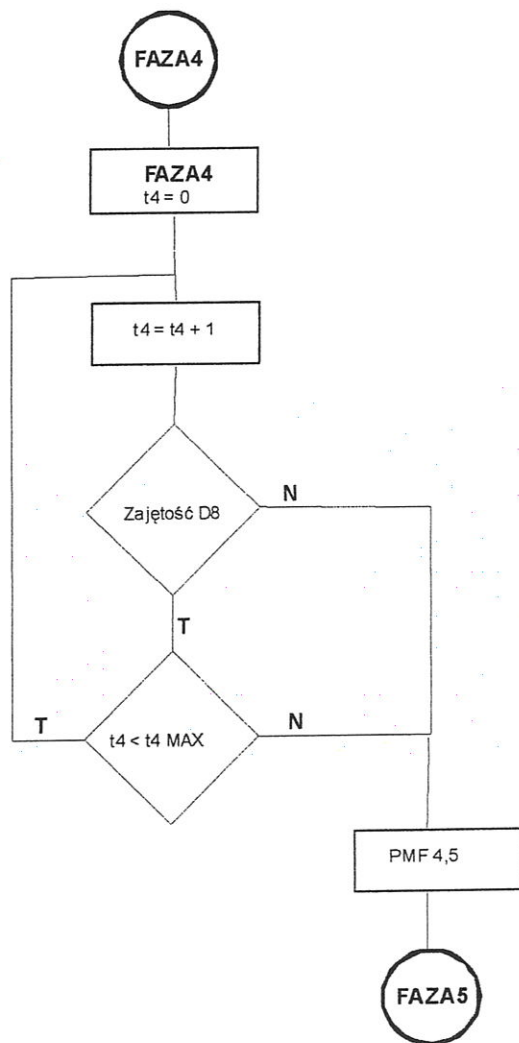 FAZA4
FAZA4
t4 = 0
t4 = t4 + 1
Zajętość D8
N
T
T
t4 < t4 MAX
N
PMF 4,5
FAZA5